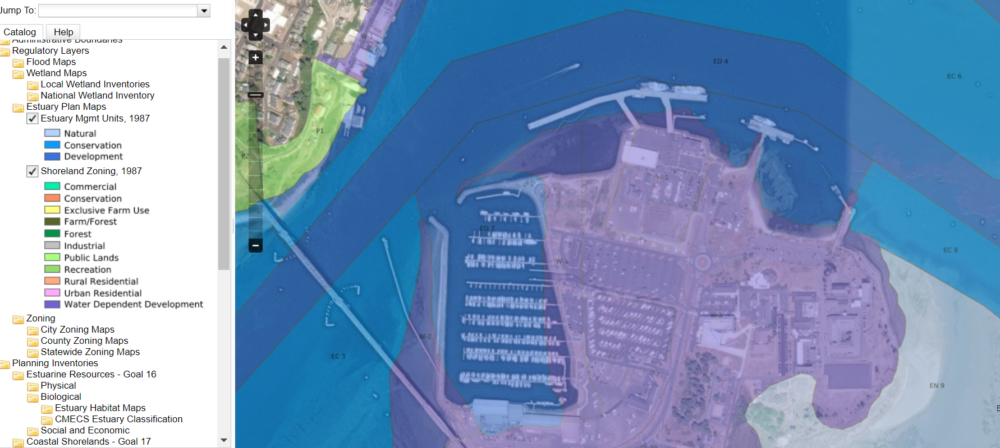 Jump To:
Catalog
Help
Administrative Boundaries
Regulatory Layers
Flood Maps
Wetland Maps
Local Wetland Inventories
National Wetland Inventory
Estuary Plan Maps
Estuary Mgmt Units, 1987
Natural
Conservation
Development
Shoreland Zoning, 1987
Commercial
Conservation
Exclusive Farm Use
Farm/Forest
Forest
Industrial
Public Lands
Recreation
Rural Residential
Urban Residential
Water Dependent Development
Zoning
City Zoning Maps
County Zoning Maps
Statewide Zoning Maps
Planning Inventories
Estuarine Resources - Goal 16
Physical
Biological
Estuary Habitat Maps
CMECS Estuary Classification
Social and Economic
Coastal Shorelands - Goal 17
ED 4
EC 6
P1
P2
W-1
ED 7
EC 8
W-1
W-2
W-2
EC 3
EN 9